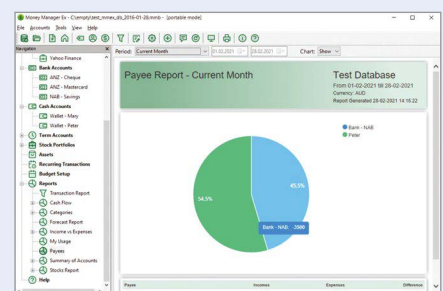 Money Manager Ex - C:\empty\test_mmex_db_2016-01-28.mmb - [portable mode]
File Accounts Tools View Help
Navigation
Yahoo Finance
Bank Accounts
ANZ - Cheque
ANZ - Mastercard
NAB - Savings
Cash Accounts
Wallet - Mary
Wallet - Peter
Term Accounts
Stock Portfolios
Assets
Recurring Transactions
Budget Setup
Reports
Transaction Report
Cash Flow
Categories
Forecast Report
Income vs Expenses
My Usage
Payees
Summary of Accounts
Stocks Report
Help
Period: Current Month 01.02.2021 28.02.2021 Chart: Show
Payee Report - Current Month
Test Database
From 01-02-2021 till 28-02-2021
Currency: AUD
Report Generated 28-02-2021 14:16:22
Bank - NAB
Peter
45.5%
54.5%
Bank - NAB: -3500
Payee Incomes Expenses Difference